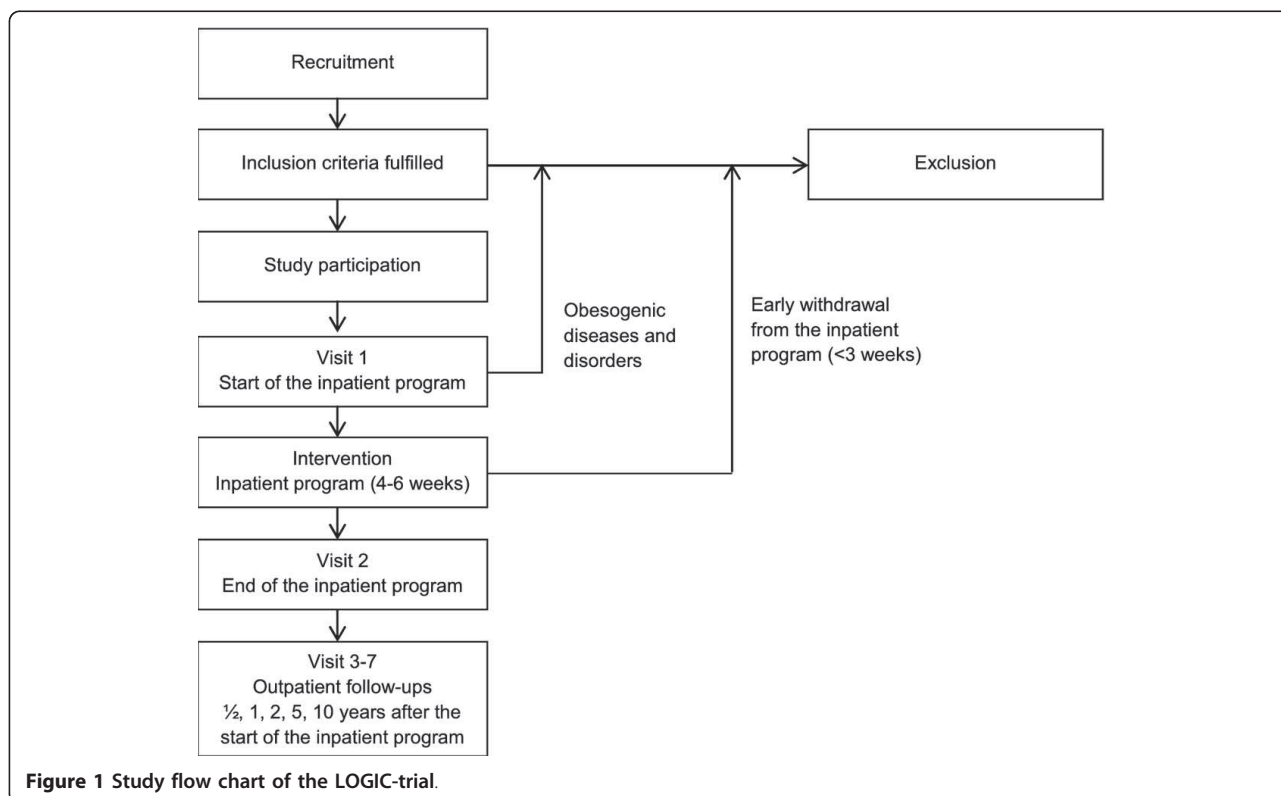 Recruitment
Inclusion criteria fulfilled
Exclusion
Study participation
Obesogenic
diseases and
disorders
Early withdrawal
from the inpatient
program (<3 weeks)
Visit 1
Start of the inpatient program
Intervention
Inpatient program (4-6 weeks)
Visit 2
End of the inpatient program
Visit 3-7
Outpatient follow-ups
½, 1, 2, 5, 10 years after the
start of the inpatient program
Figure 1 Study flow chart of the LOGIC-trial.